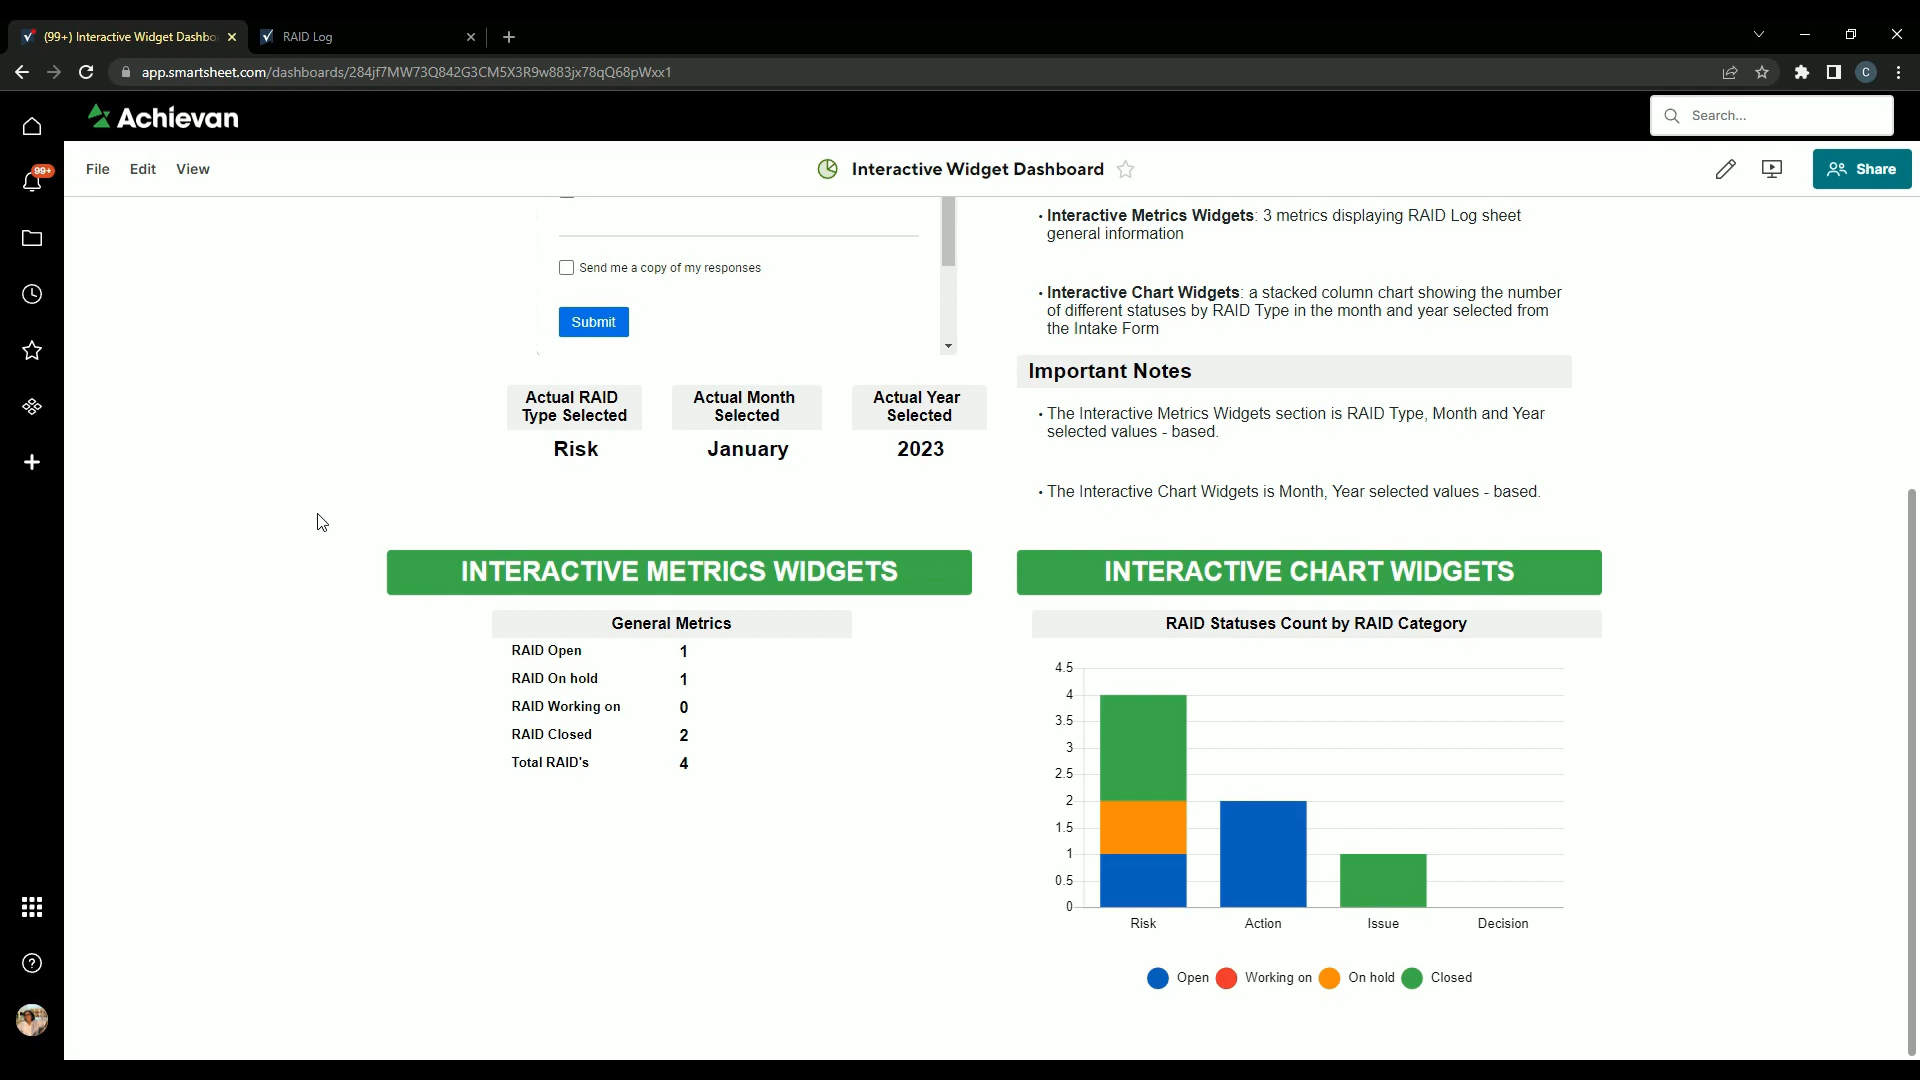 (99+) Interactive Widget Dashbo
RAID Log
app.smartsheet.com/dashboards/284jf7MW73Q842G3CM5X3R9w883jx78qQ68pWxx1
C
Achievan
Search...
99+
File Edit View
Interactive Widget Dashboard
Share
Send me a copy of my responses
Submit
Actual RAID
Type Selected
Risk
Actual Month
Selected
January
Actual Year
Selected
2023
• Interactive Metrics Widgets: 3 metrics displaying RAID Log sheet
general information
• Interactive Chart Widgets: a stacked column chart showing the number
of different statuses by RAID Type in the month and year selected from
the Intake Form
Important Notes
• The Interactive Metrics Widgets section is RAID Type, Month and Year
selected values - based.
• The Interactive Chart Widgets is Month, Year selected values - based.
INTERACTIVE METRICS WIDGETS
General Metrics
RAID Open 1
RAID On hold 1
RAID Working on 0
RAID Closed 2
Total RAID's 4
INTERACTIVE CHART WIDGETS
RAID Statuses Count by RAID Category
4.5
4
3.5
3
2.5
2
1.5
1
0.5
0
Risk Action Issue Decision
Open Working on On hold Closed